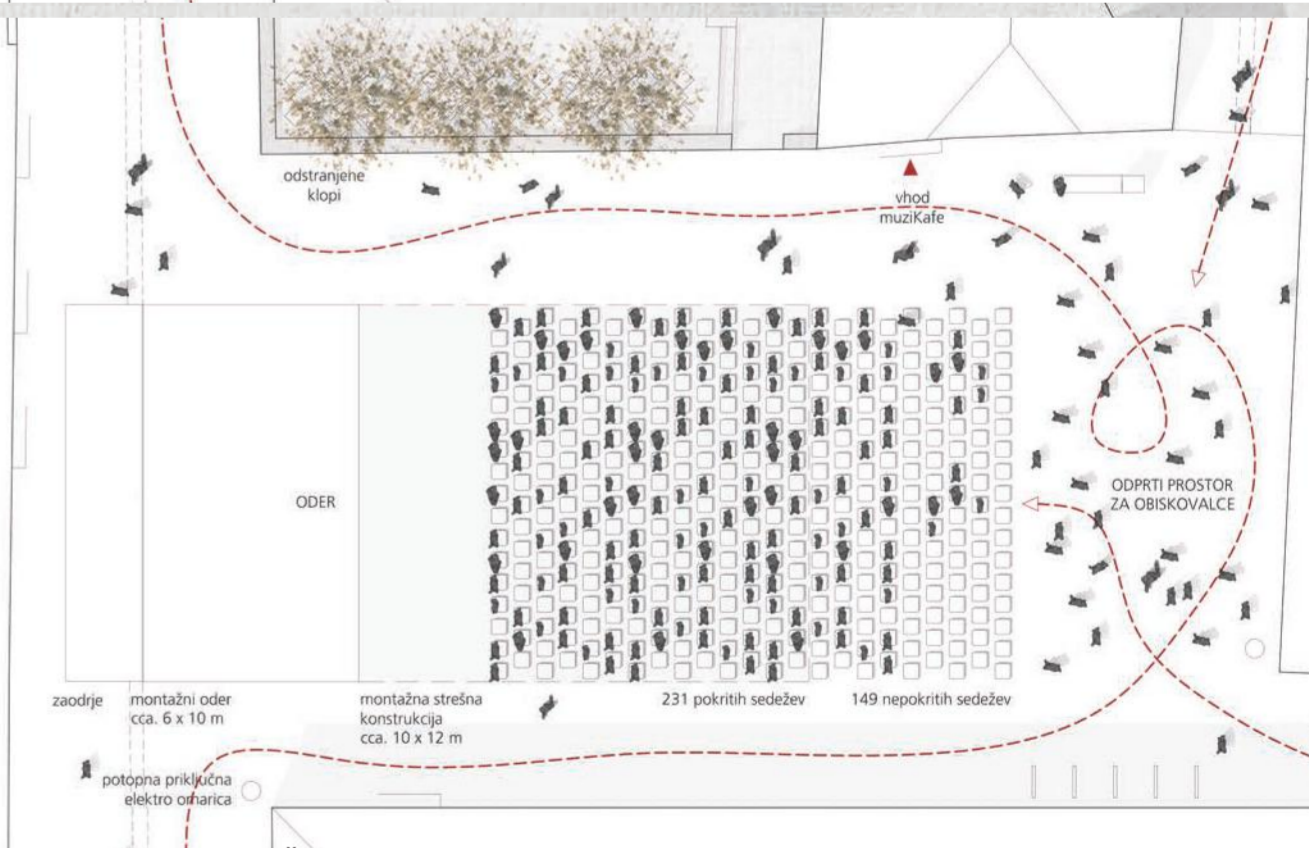 odstranjene
klopi
vhod
muziKafe
ODER
ODPRTI PROSTOR
ZA OBISKOVALCE
zaodrje
montažni oder
cca. 6 x 10 m
montažna strešna
konstrukcija
cca. 10 x 12 m
231 pokritih sedežev
149 nepokritih sedežev
potopna priključna
elektro omarica